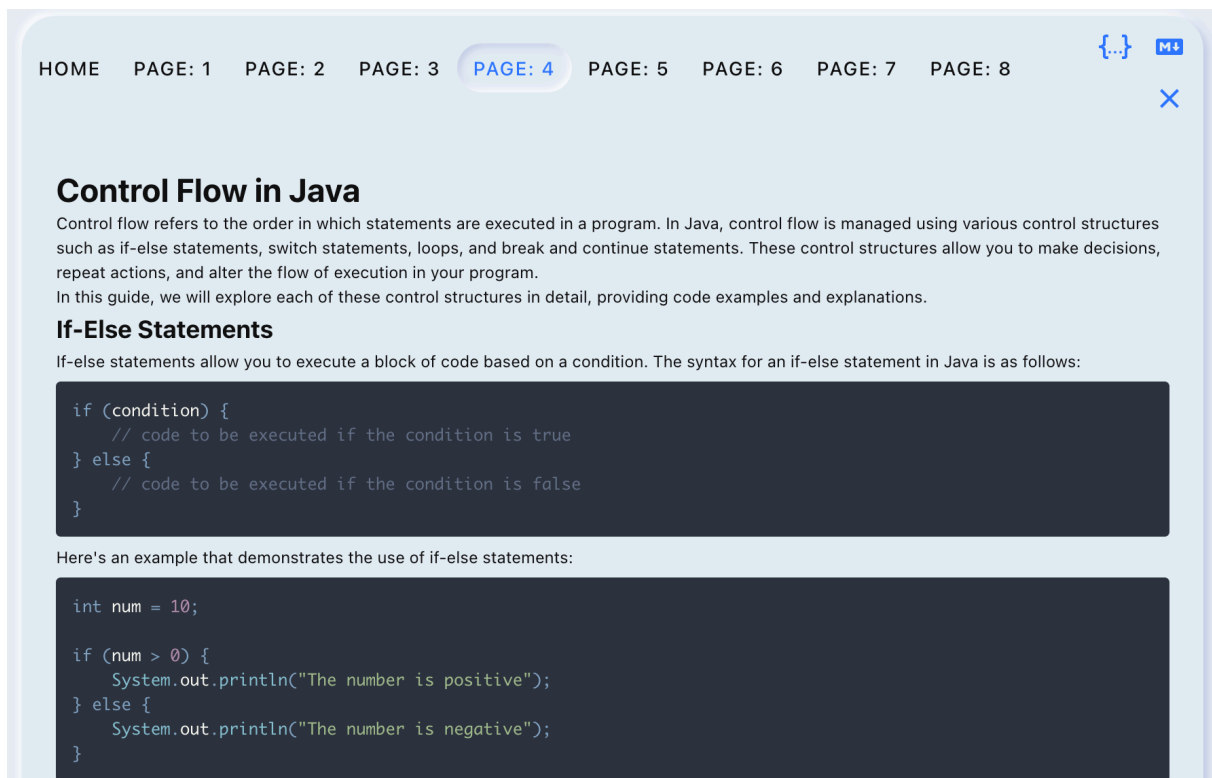 {...} M↓
HOME PAGE: 1 PAGE: 2 PAGE: 3 PAGE: 4 PAGE: 5 PAGE: 6 PAGE: 7 PAGE: 8
Control Flow in Java
Control flow refers to the order in which statements are executed in a program. In Java, control flow is managed using various control structures
such as if-else statements, switch statements, loops, and break and continue statements. These control structures allow you to make decisions,
repeat actions, and alter the flow of execution in your program.
In this guide, we will explore each of these control structures in detail, providing code examples and explanations.
If-Else Statements
If-else statements allow you to execute a block of code based on a condition. The syntax for an if-else statement in Java is as follows:
if (condition) {
    // code to be executed if the condition is true
} else {
    // code to be executed if the condition is false
}
Here's an example that demonstrates the use of if-else statements:
int num = 10;
if (num > 0) {
    System.out.println("The number is positive");
} else {
    System.out.println("The number is negative");
}